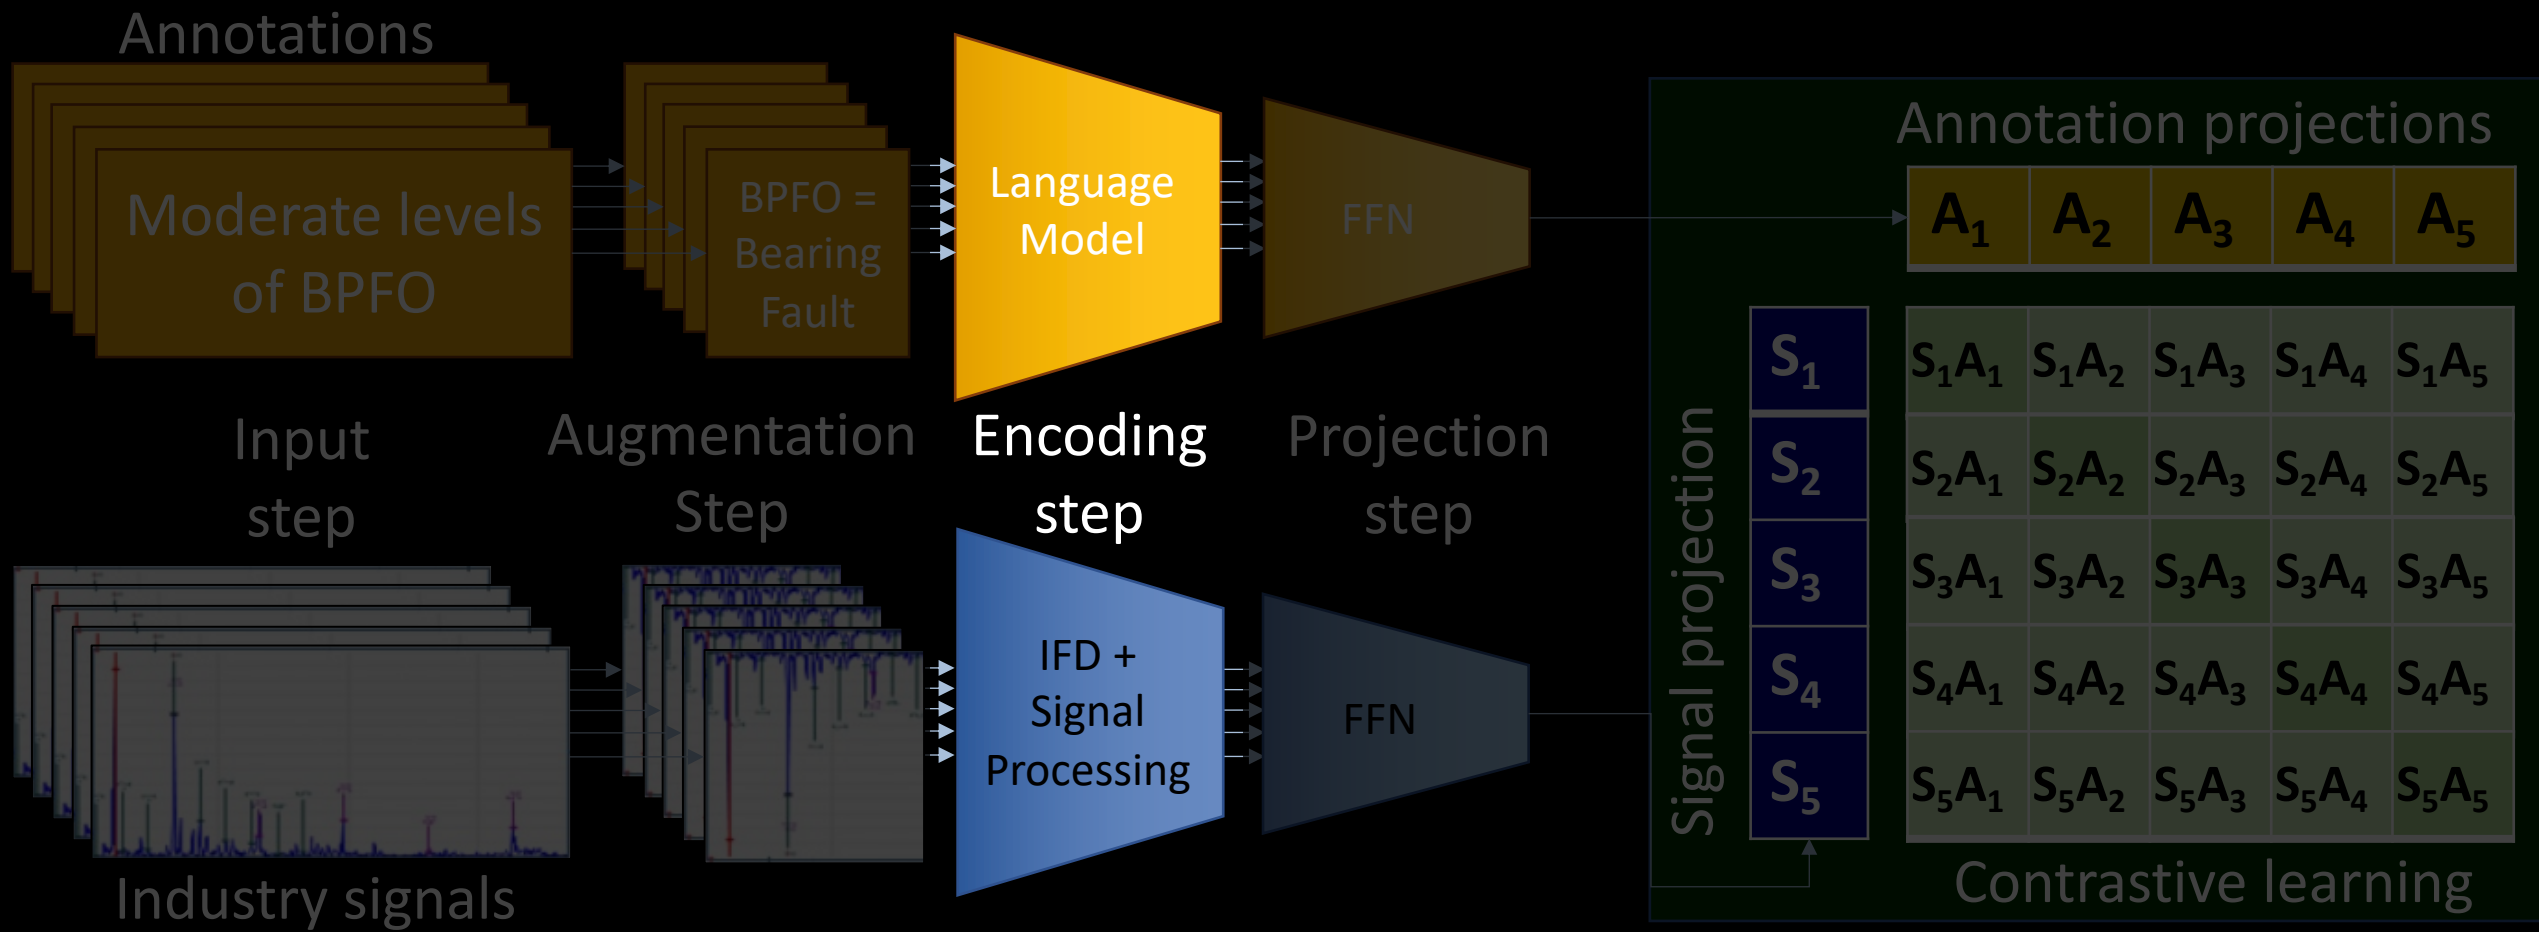 Annotations
Moderate levels
of BPFO
BPFO =
Bearing
Fault
Language
Model
FFN
Annotation projections
A1 A2 A3 A4 A5
Input
step
Augmentation
Step
Encoding
step
Projection
step
Industry signals
IFD +
Signal
Processing
FFN
Signal projection
S1
S2
S3
S4
S5
S1A1 S1A2 S1A3 S1A4 S1A5
S2A1 S2A2 S2A3 S2A4 S2A5
S3A1 S3A2 S3A3 S3A4 S3A5
S4A1 S4A2 S4A3 S4A4 S4A5
S5A1 S5A2 S5A3 S5A4 S5A5
Contrastive learning